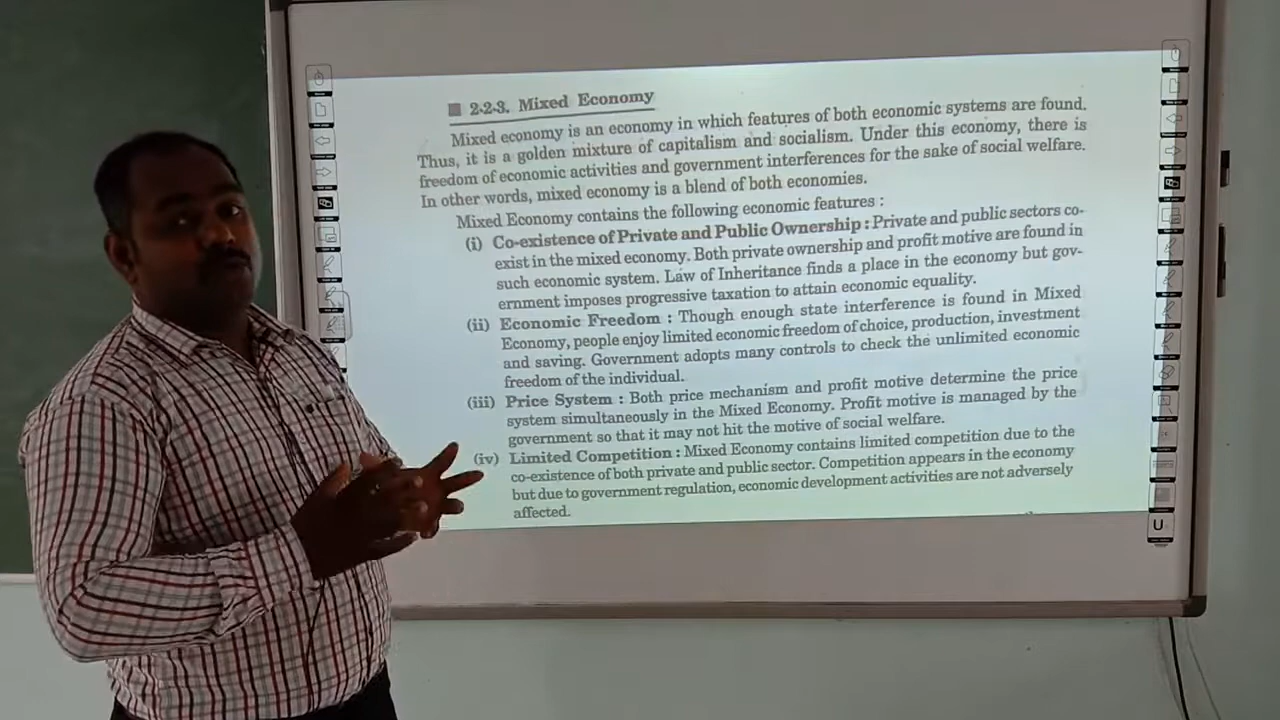 2-2-3. Mixed Economy
Mixed economy is an economy in which features of both economic systems are found.
Thus, it is a golden mixture of capitalism and socialism. Under this economy, there is
freedom of economic activities and government interferences for the sake of social welfare.
In other words, mixed economy is a blend of both economies.
Mixed Economy contains the following economic features :
(i) Co-existence of Private and Public Ownership : Private and public sectors co-
exist in the mixed economy. Both private ownership and profit motive are found in
such economic system. Law of Inheritance finds a place in the economy but gov-
ernment imposes progressive taxation to attain economic equality.
(ii) Economic Freedom : Though enough state interference is found in Mixed
Economy, people enjoy limited economic freedom of choice, production, investment
and saving. Government adopts many controls to check the unlimited economic
freedom of the individual.
(iii) Price System : Both price mechanism and profit motive determine the price
system simultaneously in the Mixed Economy. Profit motive is managed by the
government so that it may not hit the motive of social welfare.
(iv) Limited Competition : Mixed Economy contains limited competition due to the
co-existence of both private and public sector. Competition appears in the economy
but due to government regulation, economic development activities are not adversely
affected.
U